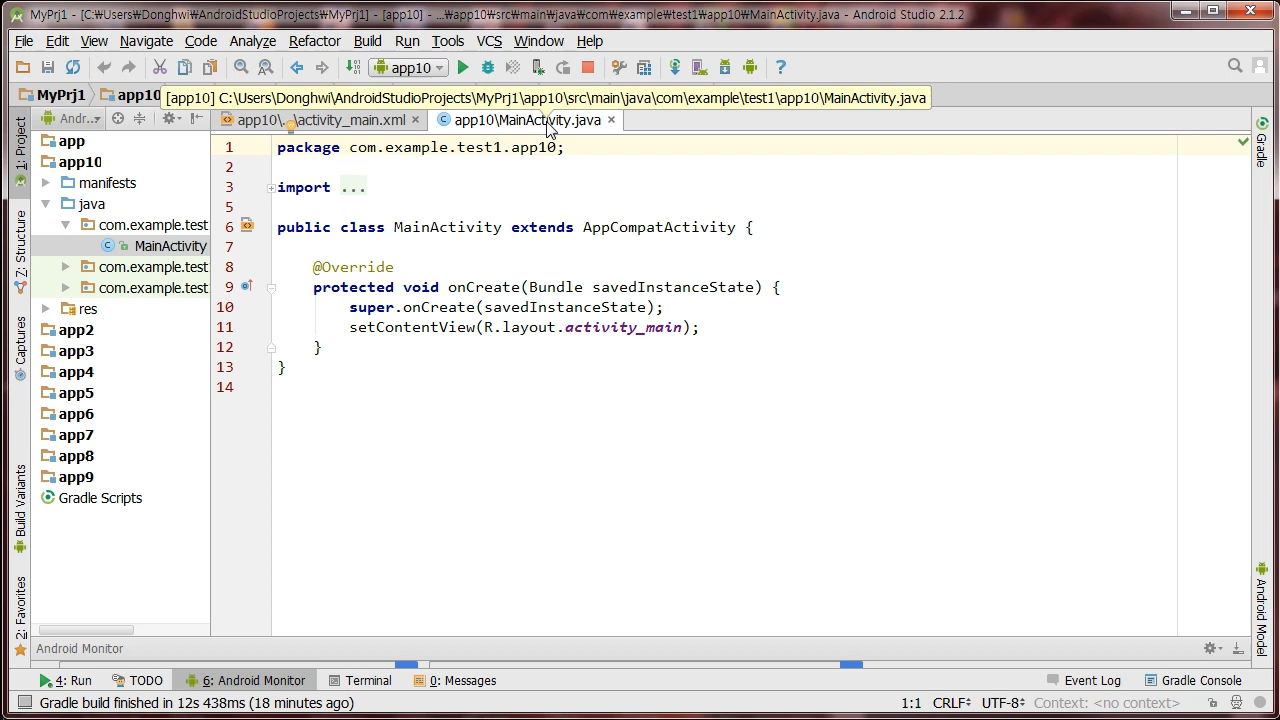 MyPrj1 - [C:₩Users₩Donghwi₩AndroidStudioProjects₩MyPrj1] - [app10] - ...₩app10₩src₩main₩java₩com₩example₩test1₩app10₩MainActivity.java - Android Studio 2.1.2
File Edit View Navigate Code Analyze Refactor Build Run Tools VCS Window Help
app10
MyPrj1 app10
[app10] C:\Users\Donghwi\AndroidStudioProjects\MyPrj1\app10\src\main\java\com\example\test1\app10\MainActivity.java
Andr...
app10\...\activity_main.xml
app10\MainActivity.java
1: Project
Z: Structure
Captures
Build Variants
2: Favorites
app
app10
manifests
java
com.example.test
MainActivity
com.example.test
com.example.test
res
app2
app3
app4
app5
app6
app7
app8
app9
Gradle Scripts
1 package com.example.test1.app10;
2
3 import ...
5
6 public class MainActivity extends AppCompatActivity {
7
8 @Override
9 protected void onCreate(Bundle savedInstanceState) {
10 super.onCreate(savedInstanceState);
11 setContentView(R.layout.activity_main);
12 }
13 }
14
Gradle
Android Model
Android Monitor
4: Run TODO 6: Android Monitor Terminal 0: Messages Event Log Gradle Console
Gradle build finished in 12s 438ms (18 minutes ago) 1:1 CRLF UTF-8 Context: <no context>